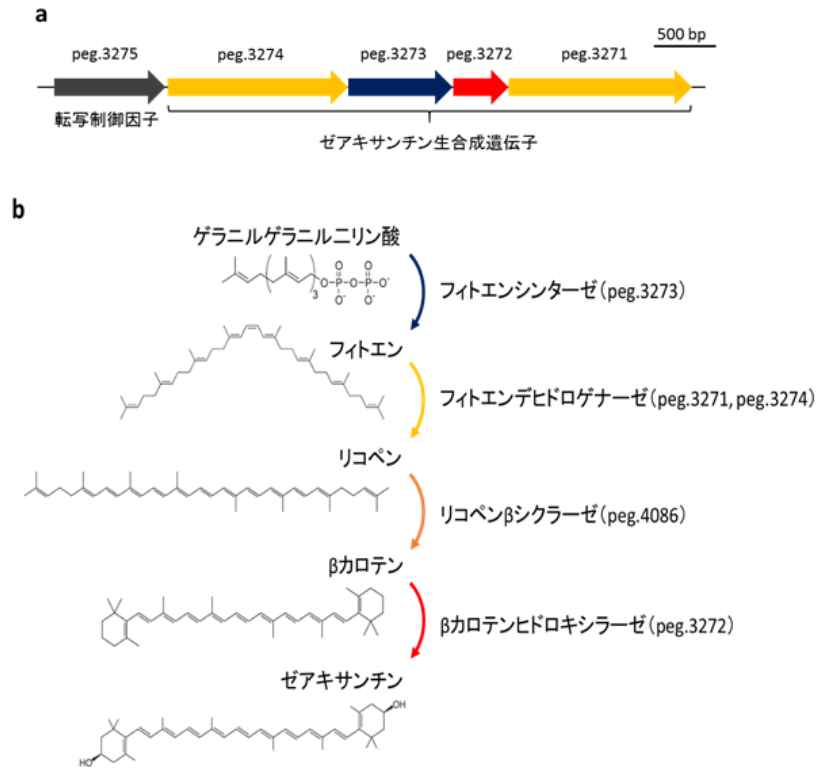 a
500 bp
peg.3275 peg.3274 peg.3273 peg.3272 peg.3271
転写制御因子
ゼアキサンチン生合成遺伝子
b
ゲラニルゲラニル二リン酸
O O
O P O P O-
3 O- O-
フィトエンシンターゼ(peg.3273)
フィトエン
フィトエンデヒドロゲナーゼ(peg.3271, peg.3274)
リコペン
リコペンβシクラーゼ(peg.4086)
βカロテン
βカロテンヒドロキシラーゼ(peg.3272)
ゼアキサンチン
OH
HO